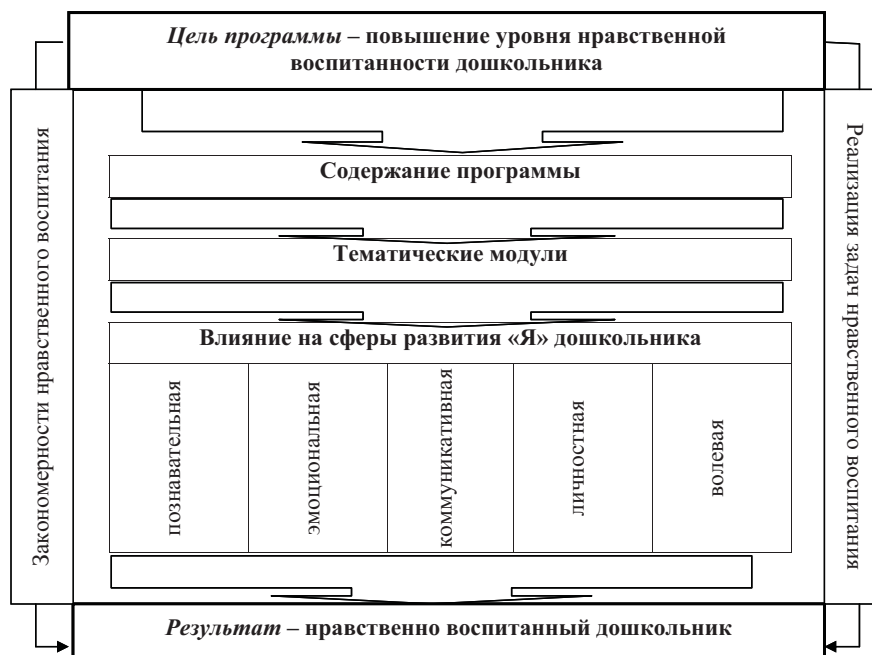 Цель программы – повышение уровня нравственной
воспитанности дошкольника
Закономерности нравственного воспитания
Реализация задач нравственного воспитания
Содержание программы
Тематические модули
Влияние на сферы развития «Я» дошкольника
познавательная
эмоциональная
коммуникативная
личностная
волевая
Результат – нравственно воспитанный дошкольник